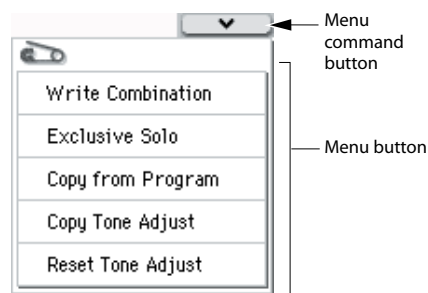 Menu
command
button
Write Combination
Exclusive Solo
Menu button
Copy from Program
Copy Tone Adjust
Reset Tone Adjust